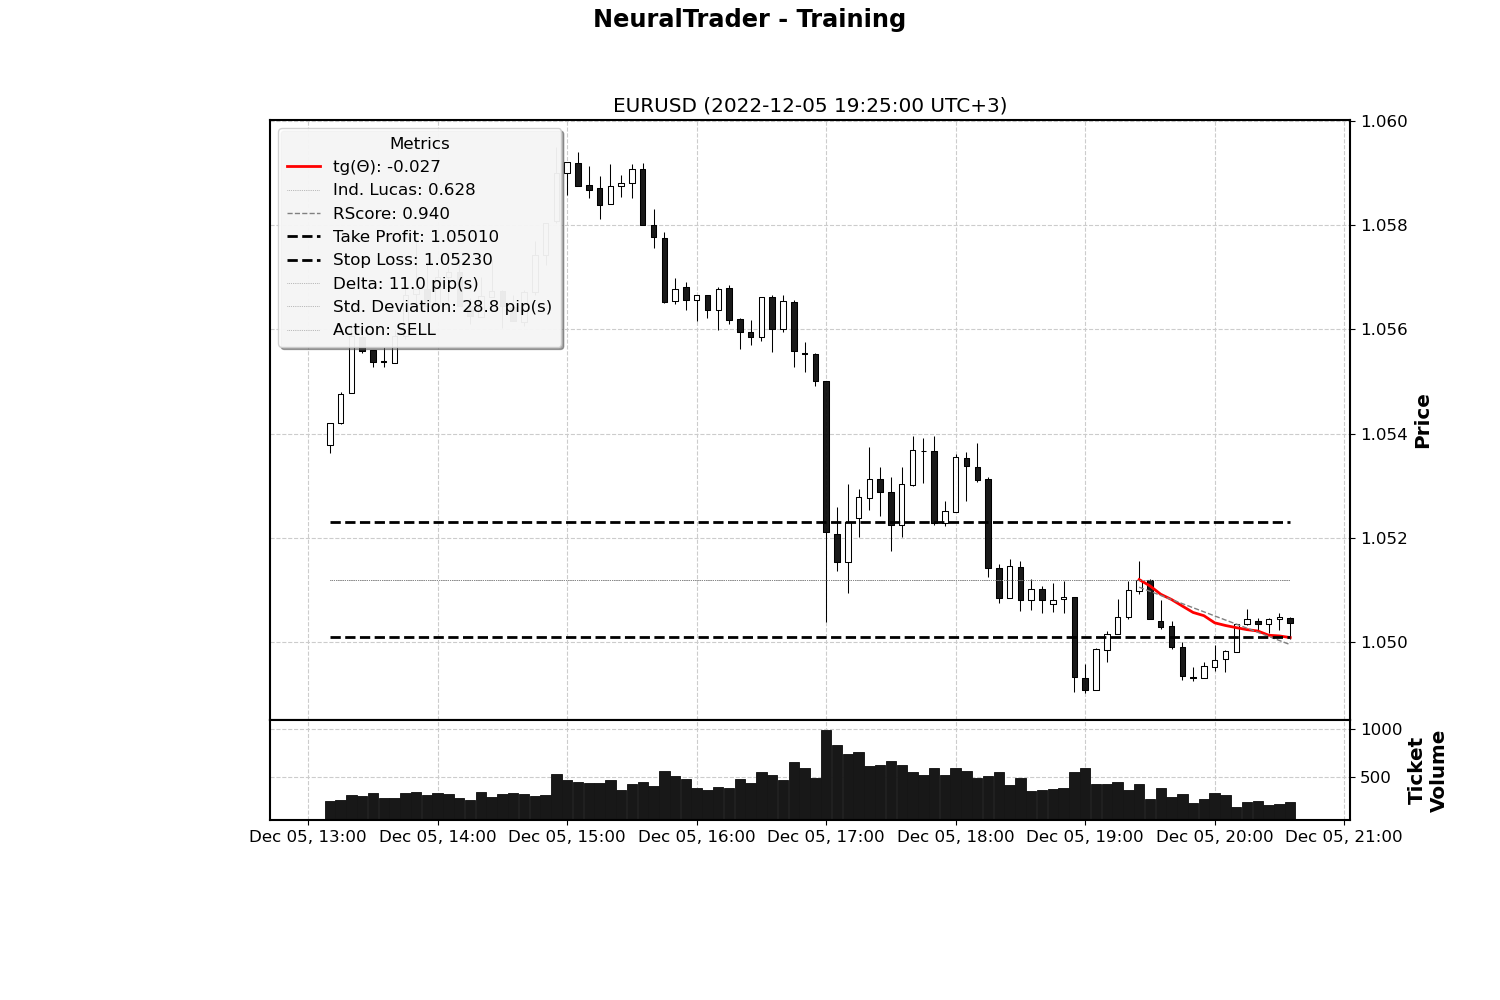 NeuralTrader - Training
EURUSD (2022-12-05 19:25:00 UTC+3)
Metrics
tg(Θ): -0.027
Ind. Lucas: 0.628
RScore: 0.940
Take Profit: 1.05010
Stop Loss: 1.05230
Delta: 11.0 pip(s)
Std. Deviation: 28.8 pip(s)
Action: SELL
1.060
1.058
1.056
1.054
1.052
1.050
Price
1000
500
Ticket
Volume
Dec 05, 13:00 Dec 05, 14:00 Dec 05, 15:00 Dec 05, 16:00 Dec 05, 17:00 Dec 05, 18:00 Dec 05, 19:00 Dec 05, 20:00 Dec 05, 21:00